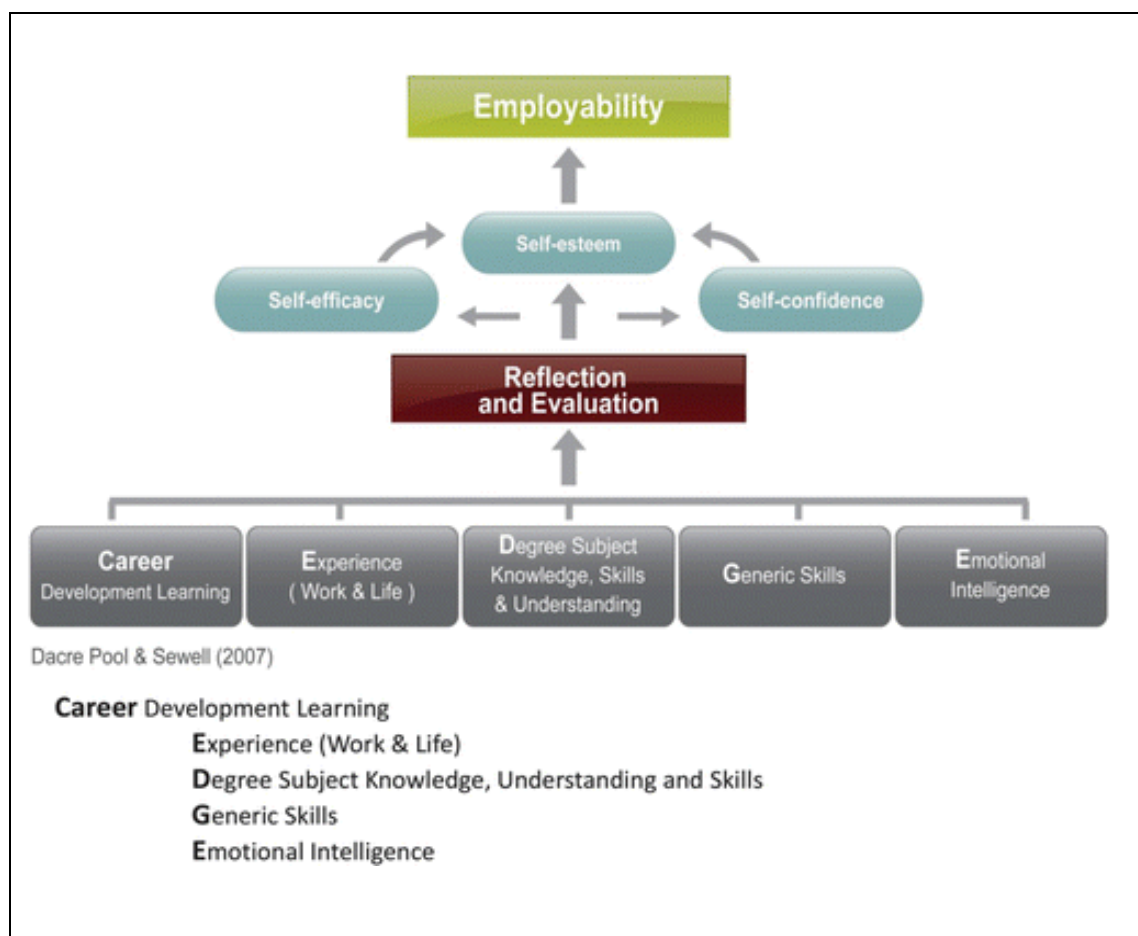 Employability
Self-esteem
Self-efficacy
Self-confidence
Reflection
and Evaluation
Career
Development Learning
Experience
( Work & Life )
Degree Subject
Knowledge, Skills
& Understanding
Generic Skills
Emotional
Intelligence
Dacre Pool & Sewell (2007)
Career Development Learning
Experience (Work & Life)
Degree Subject Knowledge, Understanding and Skills
Generic Skills
Emotional Intelligence